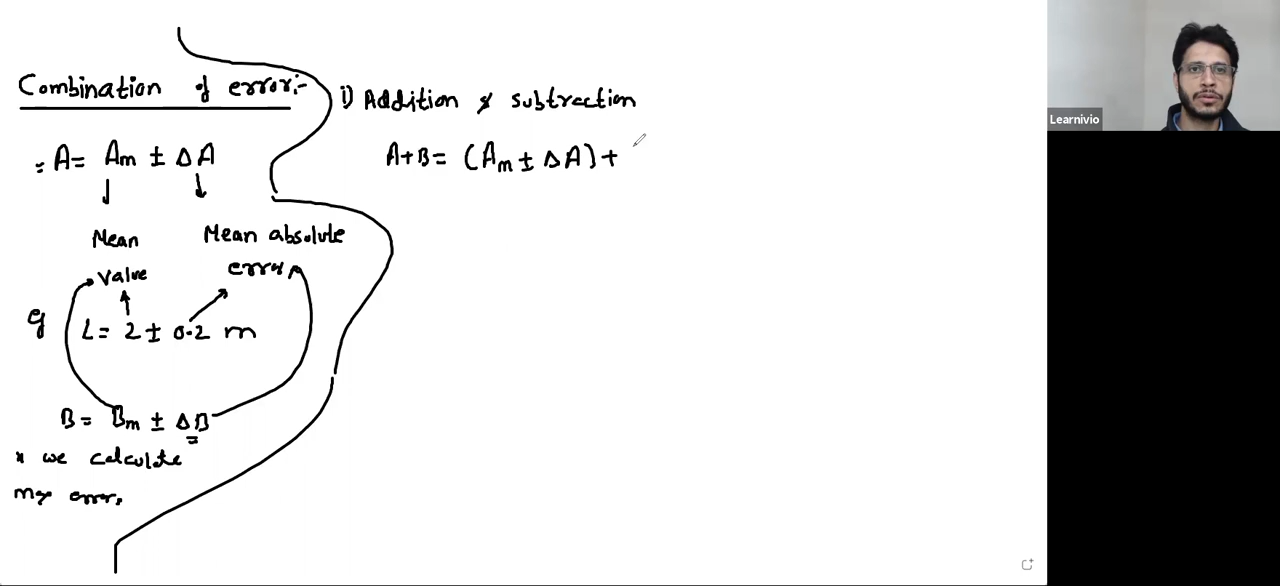 Combination of error:-
= A = Am ± ΔA
Mean
value
Mean absolute
error
eg L = 2 ± 0.2 m
B = Bm ± ΔB
* we calculate
max error.
i) Addition & subtraction
A+B = (Am ± ΔA) +
Learnivio